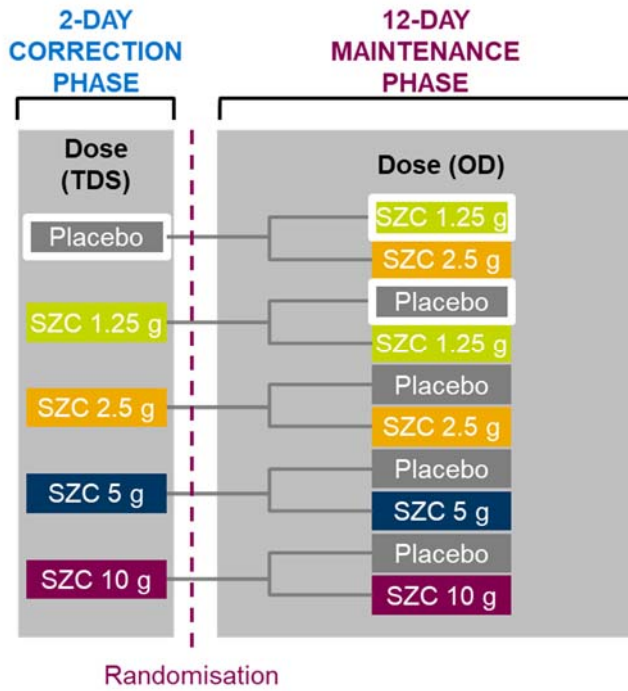 2-DAY
CORRECTION
PHASE
12-DAY
MAINTENANCE
PHASE
Dose
(TDS)
Dose (OD)
Placebo
SZC 1.25 g
SZC 2.5 g
SZC 1.25 g
Placebo
SZC 1.25 g
SZC 2.5 g
Placebo
SZC 2.5 g
SZC 5 g
Placebo
SZC 5 g
SZC 10 g
Placebo
SZC 10 g
Randomisation